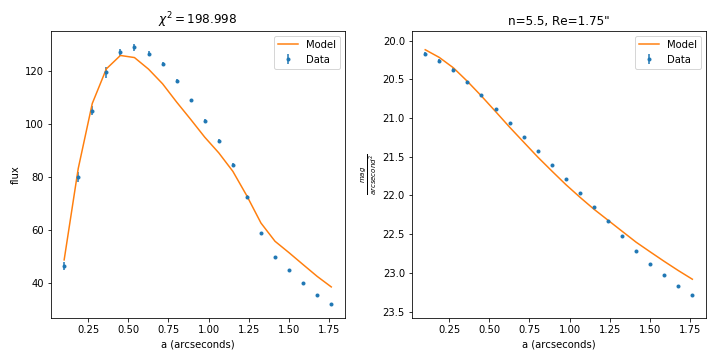 χ² = 198.998
Model
Data
flux
120
100
80
60
40
0.25 0.50 0.75 1.00 1.25 1.50 1.75
a (arcseconds)
n=5.5, Re=1.75"
Model
Data
mag
arcsecond²
20.0
20.5
21.0
21.5
22.0
22.5
23.0
23.5
0.25 0.50 0.75 1.00 1.25 1.50 1.75
a (arcseconds)